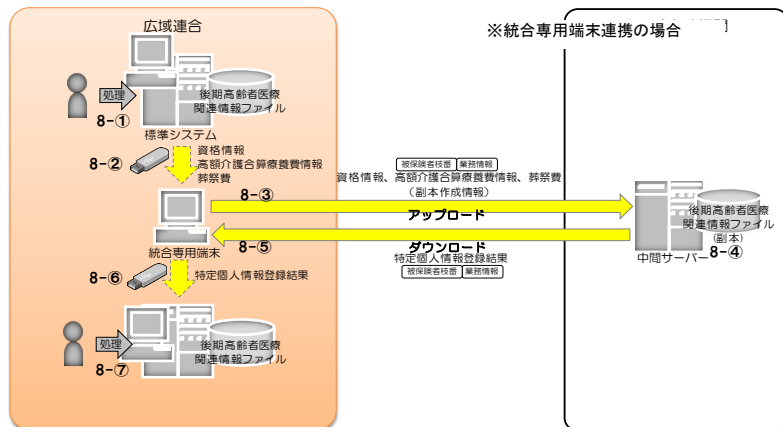 広域連合
※統合専用端末連携の場合
処理
8-①
後期高齢者医療
関連情報ファイル
標準システム
8-②
資格情報
高額介護合算療養費情報
葬祭費
8-③
被保険者枝番 業務情報
資格情報、高額介護合算療養費情報、葬祭費
（副本作成情報）
アップロード
統合専用端末
8-⑤
ダウンロード
特定個人情報登録結果
被保険者枝番 業務情報
後期高齢者医療
関連情報ファイル
(副本)
中間サーバー
8-④
8-⑥
特定個人情報登録結果
処理
8-⑦
後期高齢者医療
関連情報ファイル